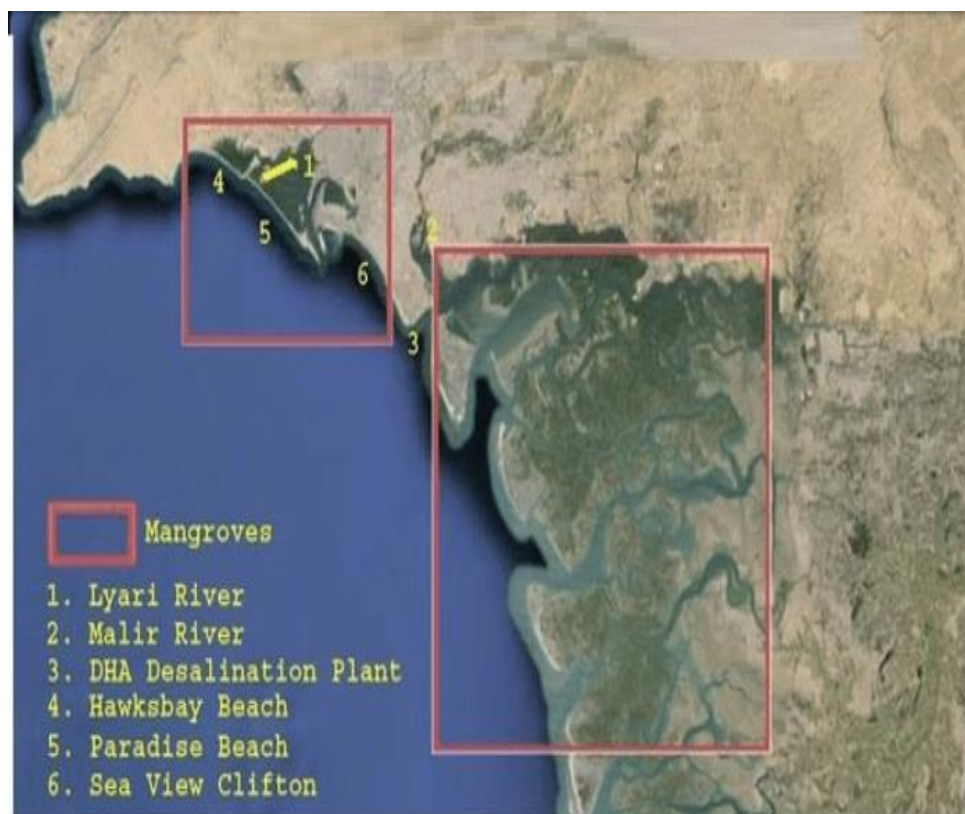 1
4
2
5
6
3
Mangroves
1. Lyari River
2. Malir River
3. DHA Desalination Plant
4. Hawksbay Beach
5. Paradise Beach
6. Sea View Clifton